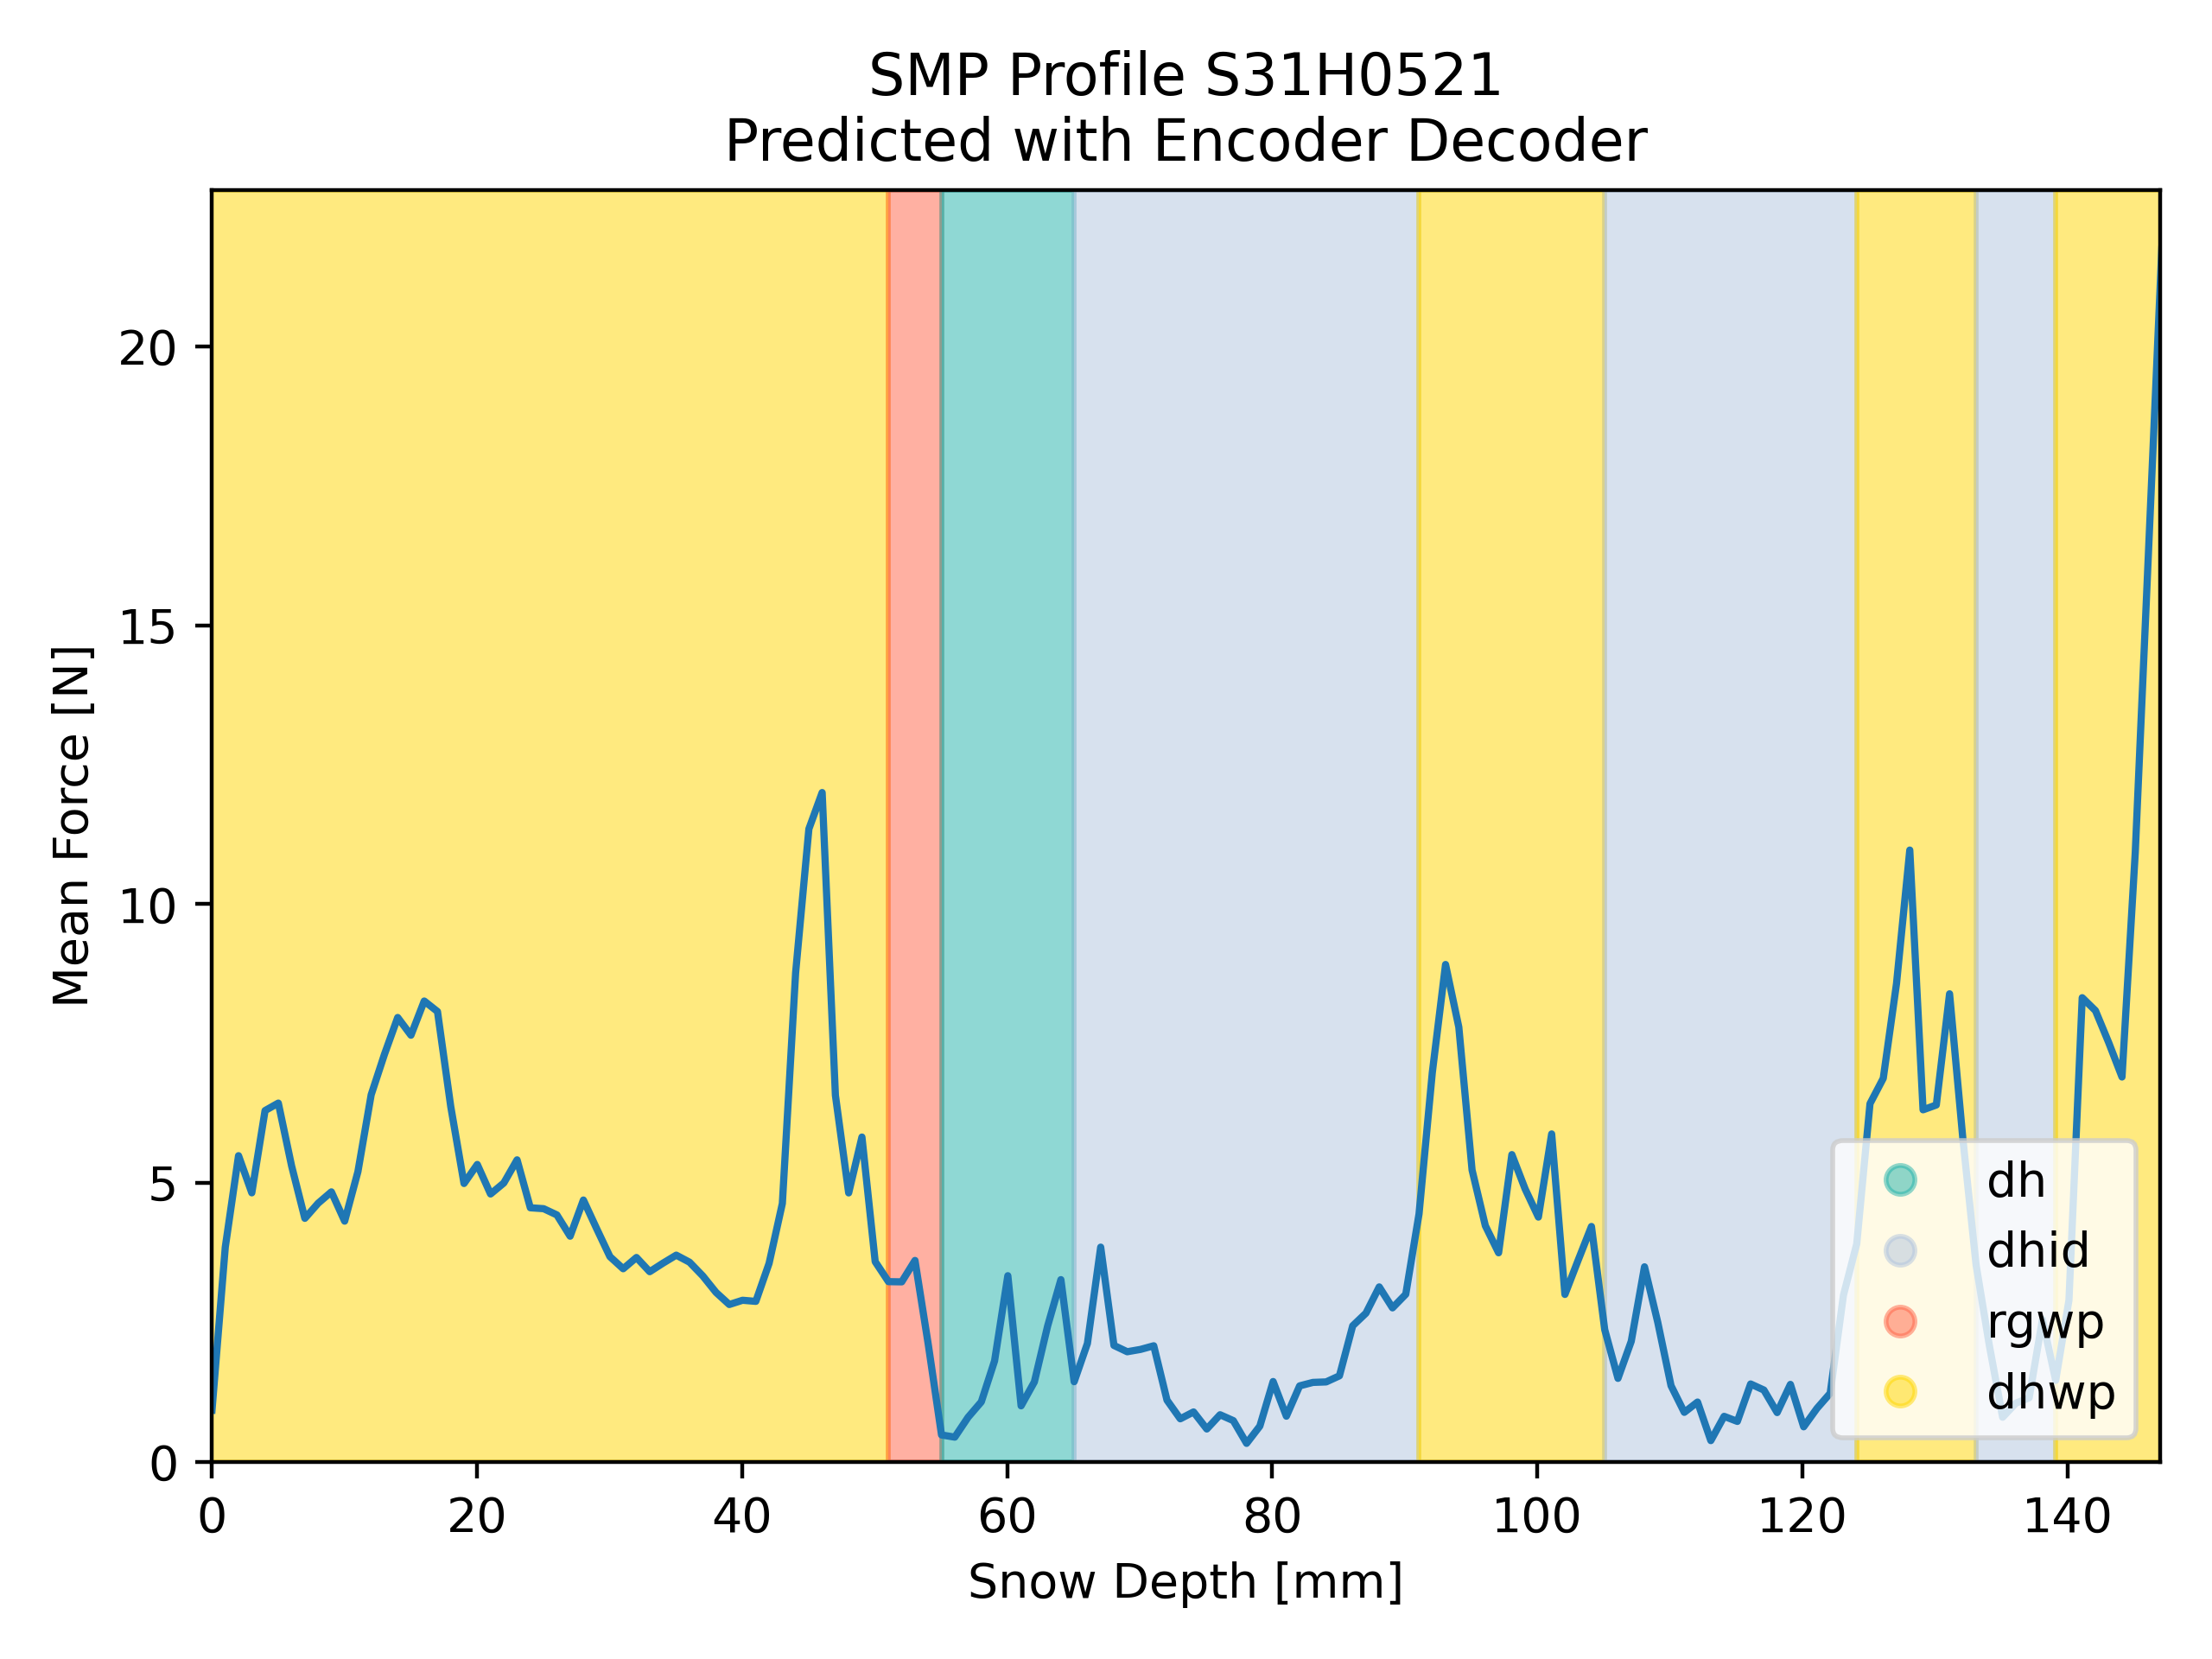 SMP Profile S31H0521
Predicted with Encoder Decoder
Mean Force [N]
20
15
10
5
0
dh
dhid
rgwp
dhwp
0 20 40 60 80 100 120 140
Snow Depth [mm]